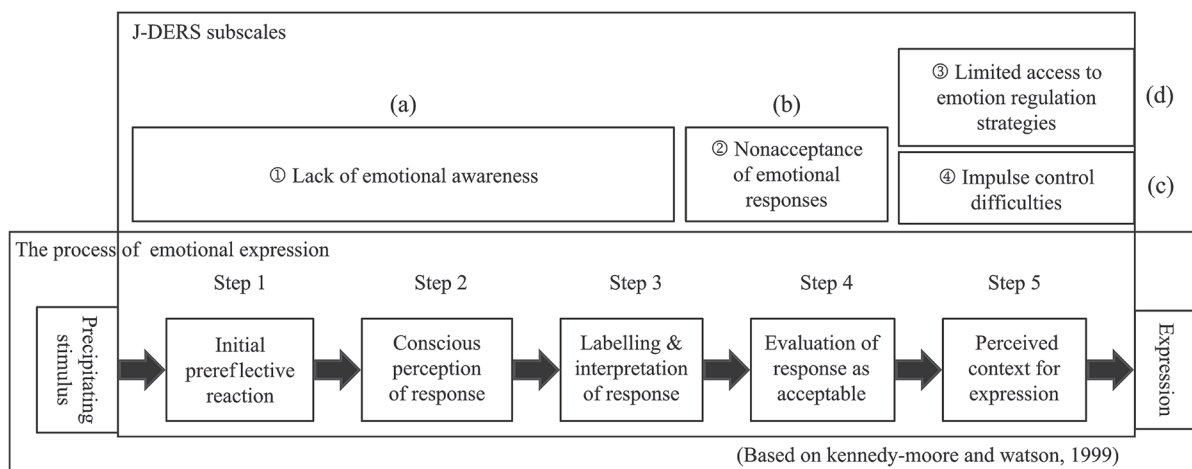 J-DERS subscales
(a)
(b)
③ Limited access to
emotion regulation
strategies
(d)
① Lack of emotional awareness
② Nonacceptance
of emotional
responses
④ Impulse control
difficulties
(c)
The process of emotional expression
Step 1
Step 2
Step 3
Step 4
Step 5
Precipitating
stimulus
Initial
prereflective
reaction
Conscious
perception
of response
Labelling &
interpretation
of response
Evaluation of
response as
acceptable
Perceived
context for
expression
Expression
(Based on kennedy-moore and watson, 1999)